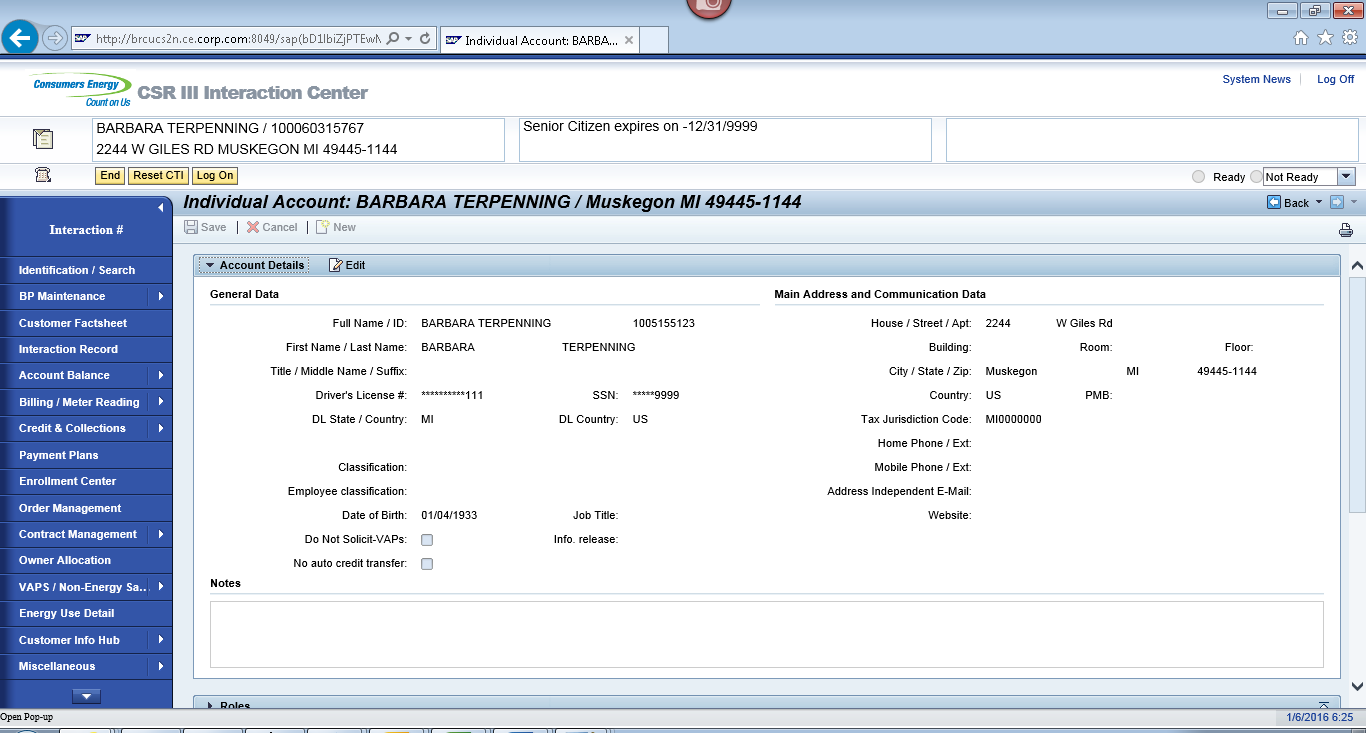 http://brcucs2n.ce.corp.com:8049/sap(bD1lbiZjPTEwN
SAP Individual Account: BARBA...
Consumers Energy
Count on Us
CSR III Interaction Center
System News Log Off
BARBARA TERPENNING / 100060315767
2244 W GILES RD MUSKEGON MI 49445-1144
Senior Citizen expires on -12/31/9999
End Reset CTI Log On
Ready Not Ready
Individual Account: BARBARA TERPENNING / Muskegon MI 49445-1144
Back
Save Cancel New
Interaction #
Identification / Search
BP Maintenance
Customer Factsheet
Interaction Record
Account Balance
Billing / Meter Reading
Credit & Collections
Payment Plans
Enrollment Center
Order Management
Contract Management
Owner Allocation
VAPS / Non-Energy Sa...
Energy Use Detail
Customer Info Hub
Miscellaneous
Account Details Edit
General Data
Full Name / ID: BARBARA TERPENNING 1005155123
First Name / Last Name: BARBARA TERPENNING
Title / Middle Name / Suffix:
Driver's License #: **********111 SSN: *****9999
DL State / Country: MI DL Country: US
Classification:
Employee classification:
Date of Birth: 01/04/1933 Job Title:
Do Not Solicit-VAPs: Info. release:
No auto credit transfer:
Main Address and Communication Data
House / Street / Apt: 2244 W Giles Rd
Building: Room: Floor:
City / State / Zip: Muskegon MI 49445-1144
Country: US PMB:
Tax Jurisdiction Code: MI0000000
Home Phone / Ext:
Mobile Phone / Ext:
Address Independent E-Mail:
Website:
Notes
Roles
Open Pop-up
1/6/2016 6:25